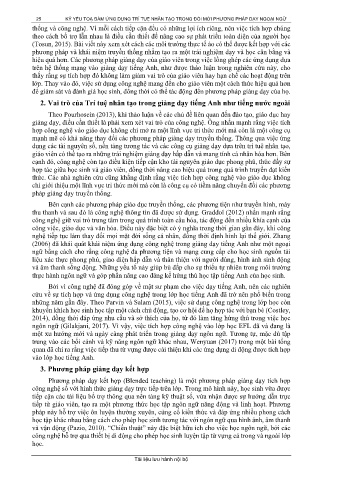 26 KỶ YẾU TỌA ĐÀM ỨNG DỤNG TRÍ TUỆ NHÂN TẠO TRONG ĐỔI MỚI PHƯƠNG PHÁP DẠY NGOẠI NGỮ
thống và công nghệ. Vì mỗi cách tiếp cận đều có những lợi ích riêng, nên việc tích hợp chúng
theo cách bổ trợ lẫn nhau là điều cần thiết để nâng cao sự phát triển toàn diện của người học
(Tosun, 2015). Bài viết này xem xét cách các môi trường thực tế ảo có thể được kết hợp với các
phương pháp và khái niệm truyền thống nhằm tạo ra một trải nghiệm dạy và học cân bằng và
hiệu quả hơn. Các phương pháp giảng dạy của giáo viên trong việc lồng ghép các ứng dụng dựa
trên hệ thống mạng vào giảng dạy tiếng Anh, như được thảo luận trong nghiên cứu này, cho
thấy rằng sự tích hợp đó không làm giảm vai trò của giáo viên hay hạn chế các hoạt động trên
lớp. Thay vào đó, việc sử dụng công nghệ mang đến cho giáo viên một cách thức hiệu quả hơn
để giám sát và đánh giá học sinh, đồng thời có thể tác động đến phương pháp giảng dạy của họ.
2. Vai trò của Trí tuệ nhân tạo trong giảng dạy tiếng Anh như tiếng nước ngoài
Theo Pourhosein (2013), khi thảo luận về các chủ đề liên quan đến đào tạo, giáo dục hay
giảng dạy, điều cần thiết là phải xem xét vai trò của công nghệ. Ông nhấn mạnh rằng việc tích
hợp công nghệ vào giáo dục không chỉ mở ra một lĩnh vực tri thức mới mà còn là một công cụ
mạnh mẽ có khả năng thay đổi các phương pháp giảng dạy truyền thống. Thông qua việc ứng
dụng các tài nguyên số, nền tảng tương tác và các công cụ giảng dạy dựa trên trí tuệ nhân tạo,
giáo viên có thể tạo ra những trải nghiệm giảng dạy hấp dẫn và mang tính cá nhân hóa hơn. Bên
cạnh đó, công nghệ còn tạo điều kiện tiếp cận kho tài nguyên giáo dục phong phú, thúc đẩy sự
hợp tác giữa học sinh và giáo viên, đồng thời nâng cao hiệu quả trong quá trình truyền đạt kiến
thức. Các nhà nghiên cứu cũng khẳng định rằng việc tích hợp công nghệ vào giáo dục không
chỉ giới thiệu một lĩnh vực tri thức mới mà còn là công cụ có tiềm năng chuyển đổi các phương
pháp giảng dạy truyền thống.
Bên cạnh các phương pháp giáo dục truyền thống, các phương tiện như truyền hình, máy
thu thanh và sau đó là công nghệ thông tin đã được sử dụng. Graddol (2012) nhấn mạnh rằng
công nghệ giữ vai trò trung tâm trong quá trình toàn cầu hóa, tác động đến nhiều khía cạnh của
công việc, giáo dục và văn hóa. Điều này đặc biệt có ý nghĩa trong thời gian gần đây, khi công
nghệ tiếp tục làm thay đổi mọi mặt đời sống cá nhân, đồng thời định hình lại thế giới. Zhang
(2006) đã khái quát khái niệm ứng dụng công nghệ trong giảng dạy tiếng Anh như một ngoại
ngữ bằng cách cho rằng công nghệ đa phương tiện và mạng cung cấp cho học sinh nguồn tài
liệu xác thực phong phú, giao diện hấp dẫn và thân thiện với người dùng, hình ảnh sinh động
và âm thanh sống động. Những yếu tố này giúp bù đắp cho sự thiếu tự nhiên trong môi trường
thực hành ngôn ngữ và góp phần nâng cao đáng kể hứng thú học tập tiếng Anh của học sinh.
Bởi vì công nghệ đã đóng góp về mặt sư phạm cho việc dạy tiếng Anh, nên các nghiên
cứu về sự tích hợp và ứng dụng công nghệ trong lớp học tiếng Anh đã trở nên phổ biến trong
những năm gần đây. Theo Parvin và Salam (2015), việc sử dụng công nghệ trong lớp học còn
khuyến khích học sinh học tập một cách chủ động, tạo cơ hội để họ hợp tác với bạn bè (Costley,
2014), đồng thời đáp ứng nhu cầu và sở thích của họ, từ đó làm tăng hứng thú trong việc học
ngôn ngữ (Gilakjani, 2017). Vì vậy, việc tích hợp công nghệ vào lớp học EFL đã và đang là
một xu hướng mới và ngày càng phát triển trong giảng dạy ngôn ngữ. Tương tự, mặc dù tập
trung vào các bối cảnh và kỹ năng ngôn ngữ khác nhau, Wenyuan (2017) trong một bài tổng
quan đã chỉ ra rằng việc tiếp thu từ vựng được cải thiện khi các ứng dụng di động được tích hợp
vào lớp học tiếng Anh.
3. Phương pháp giảng dạy kết hợp
Phương pháp dạy kết hợp (Blended teaching) là một phương pháp giảng dạy tích hợp
công nghệ số với hình thức giảng dạy trực tiếp trên lớp. Trong mô hình này, học sinh vừa được
tiếp cận các tài liệu bổ trợ thông qua nền tảng kỹ thuật số, vừa nhận được sự hướng dẫn trực
tiếp từ giáo viên, tạo ra một phương thức học tập ngôn ngữ năng động và linh hoạt. Phương
pháp này hỗ trợ việc ôn luyện thường xuyên, củng cố kiến thức và đáp ứng nhiều phong cách
học tập khác nhau bằng cách cho phép học sinh tương tác với ngôn ngữ qua hình ảnh, âm thanh
và vận động (Pazio, 2010). "Chiến thuật" này đặc biệt hữu ích cho việc học ngôn ngữ, bởi các
công nghệ hỗ trợ qua thiết bị di động cho phép học sinh luyện tập từ vựng cả trong và ngoài lớp
học.
Tài liệu lưu hành nội bộ